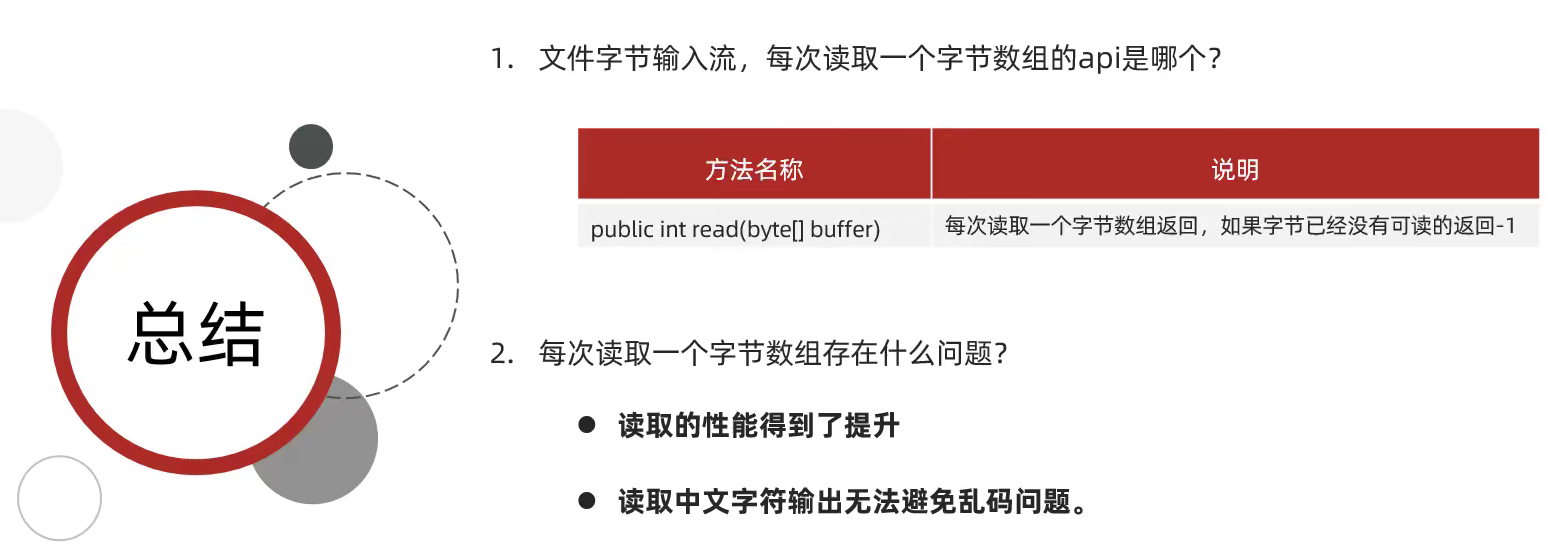 总结
1. 文件字节输入流，每次读取一个字节数组的api是哪个？
方法名称 说明
public int read(byte[] buffer) 每次读取一个字节数组返回，如果字节已经没有可读的返回-1
2. 每次读取一个字节数组存在什么问题？
● 读取的性能得到了提升
● 读取中文字符输出无法避免乱码问题。